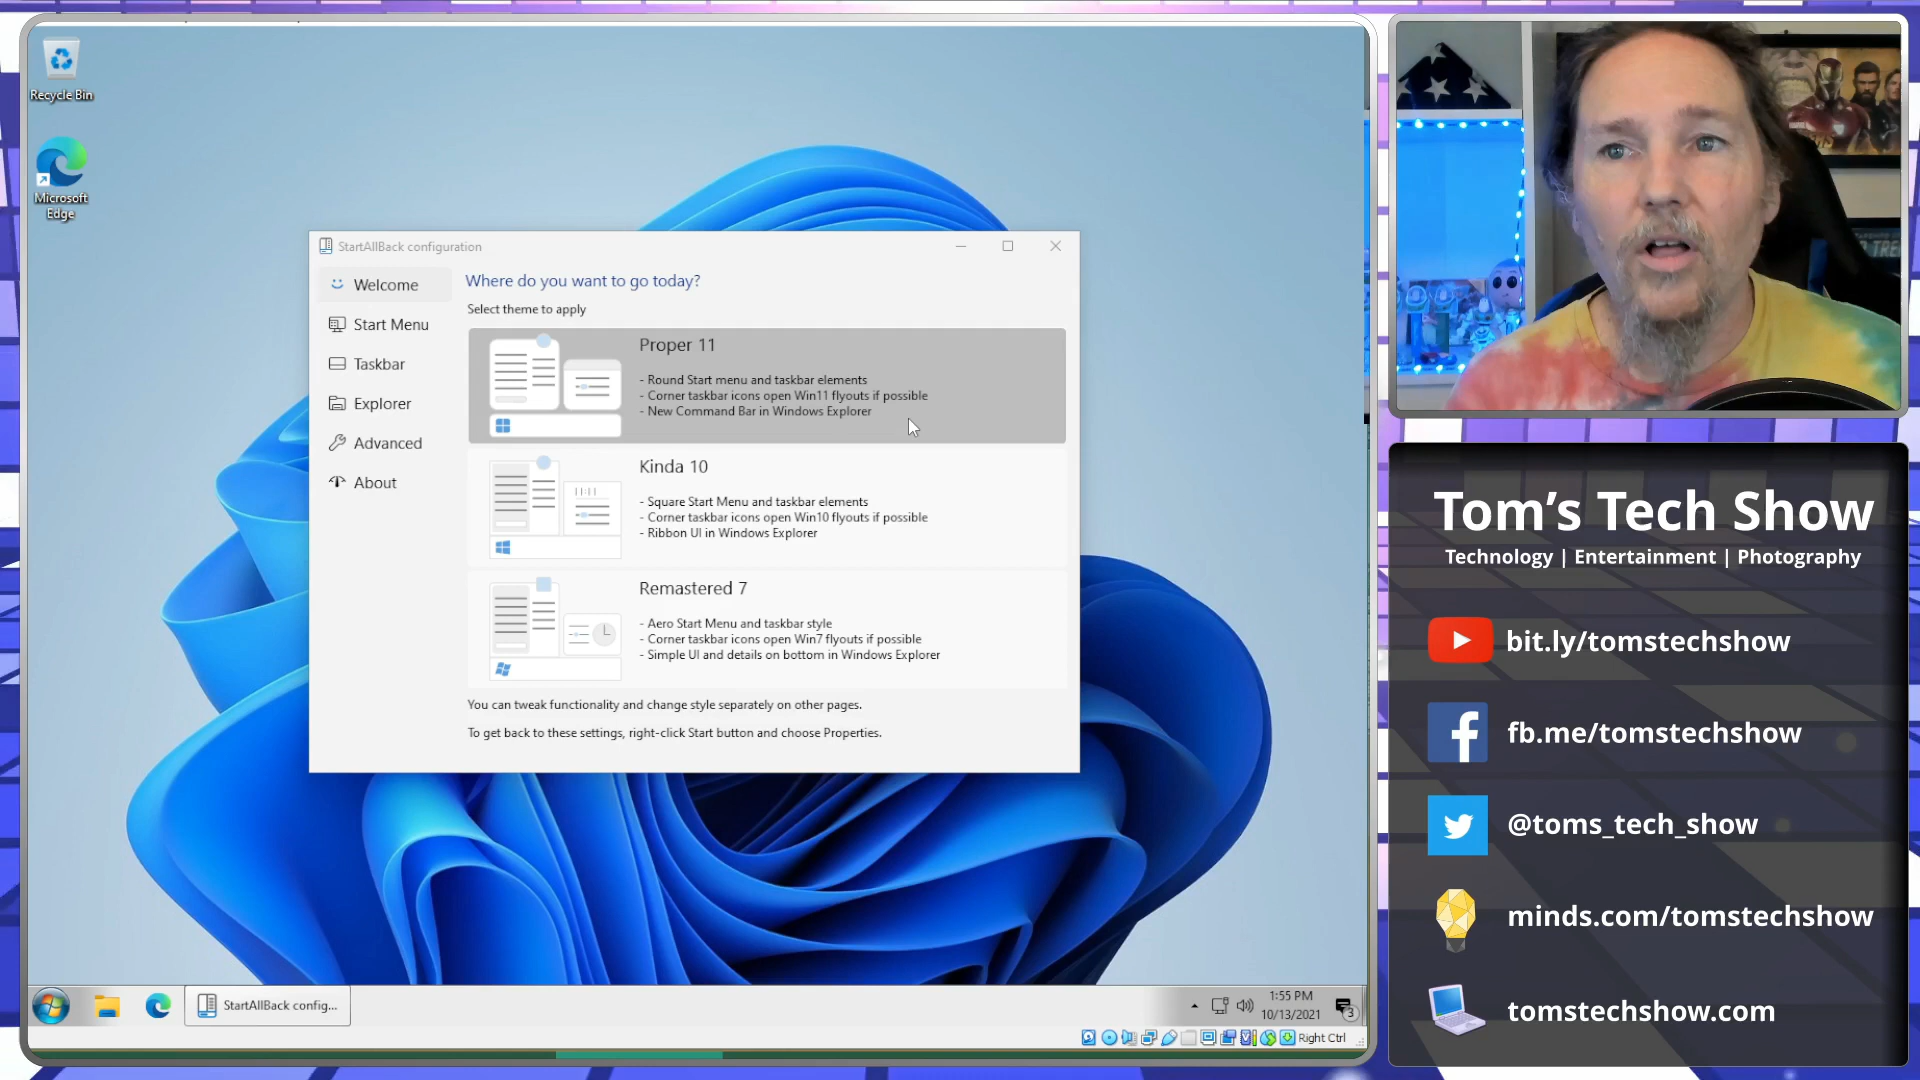 Recycle Bin
Microsoft
Edge
StartAllBack configuration
Welcome
Start Menu
Taskbar
Explorer
Advanced
About
Where do you want to go today?
Select theme to apply
Proper 11
- Round Start menu and taskbar elements
- Corner taskbar icons open Win11 flyouts if possible
- New Command Bar in Windows Explorer
Kinda 10
- Square Start Menu and taskbar elements
- Corner taskbar icons open Win10 flyouts if possible
- Ribbon UI in Windows Explorer
Remastered 7
- Aero Start Menu and taskbar style
- Corner taskbar icons open Win7 flyouts if possible
- Simple UI and details on bottom in Windows Explorer
You can tweak functionality and change style separately on other pages.
To get back to these settings, right-click Start button and choose Properties.
StartAllBack config...
1:55 PM
10/13/2021
3
Right Ctrl
Tom's Tech Show
Technology | Entertainment | Photography
bit.ly/tomstechshow
fb.me/tomstechshow
@toms_tech_show
minds.com/tomstechshow
tomstechshow.com